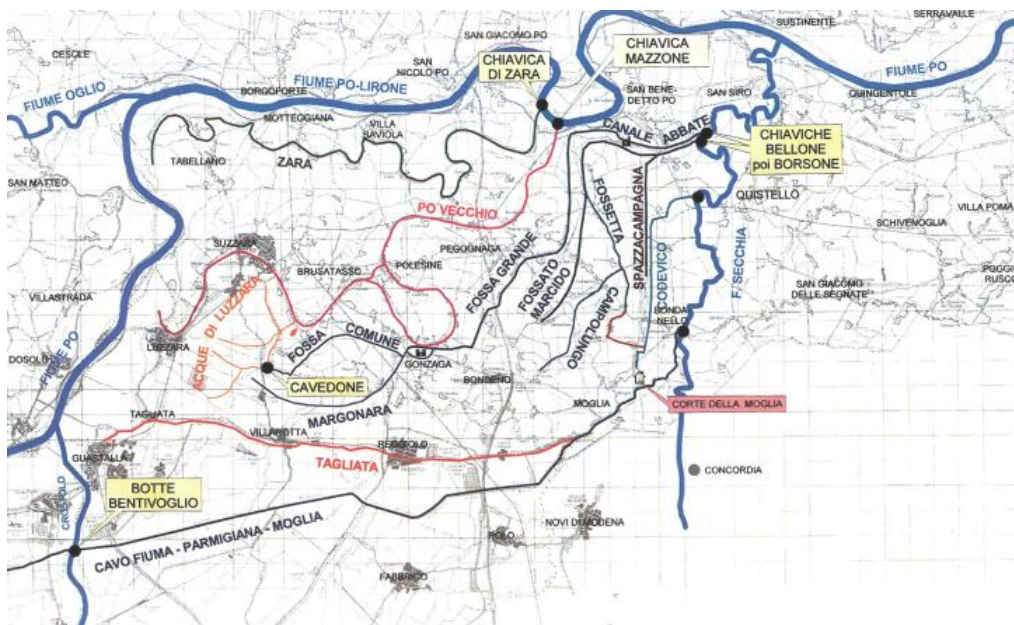 SERRAVALLE
SUSTINENTE
CESOLE
SAN GIACOMO PO
CHIAVICA
MAZZONE
SAN
NICOLO PO
CHIAVICA
DI ZARA
FIUME PO
FIUME OGLIO
BORGOFORTE
FIUME PO-LIRONE
SAN BENE-
DETTO PO
SAN SIRO
QUINGENTOLE
MOTTEGGIANA
VILLA
SAVIOLA
CANALE ABBATE
CHIAVICHE
BELLONE
poi BORSONE
TABELLANO
ZARA
SAN MATTEO
QUISTELLO
PO VECCHIO
FOSSETTA
SPAZZACAMPAGNA
CODEVICO
F. SECCHIA
SCHIVENOGLIA
VILLA POMA
SUZZARA
PEGOGNAGA
BRUSATASSO
POLESINE
FOSSA GRANDE
FOSSATO
MARCIDO
CAMPOLUNGO
POGGIO
RUSCO
SAN GIACOMO
DELLE SEGNATE
VILLASTRADA
BONDA
NELLO
LUZZARA
ACQUE DI LUZZARA
FOSSA COMUNE
GONZAGA
DOSOLO
FIUME PO
CAVEDONE
BONDENO
MARGONARA
MOGLIA
CORTE DELLA MOGLIA
TAGLIATA
VILLAROTTA
REGGIOLO
TAGLIATA
GUASTALLA
CONCORDIA
BOTTE
BENTIVOGLIO
CROSTOLO
CAVO FIUMA - PARMIGIANA - MOGLIA
NOVI DI MODENA
ROLO
FABBRICO